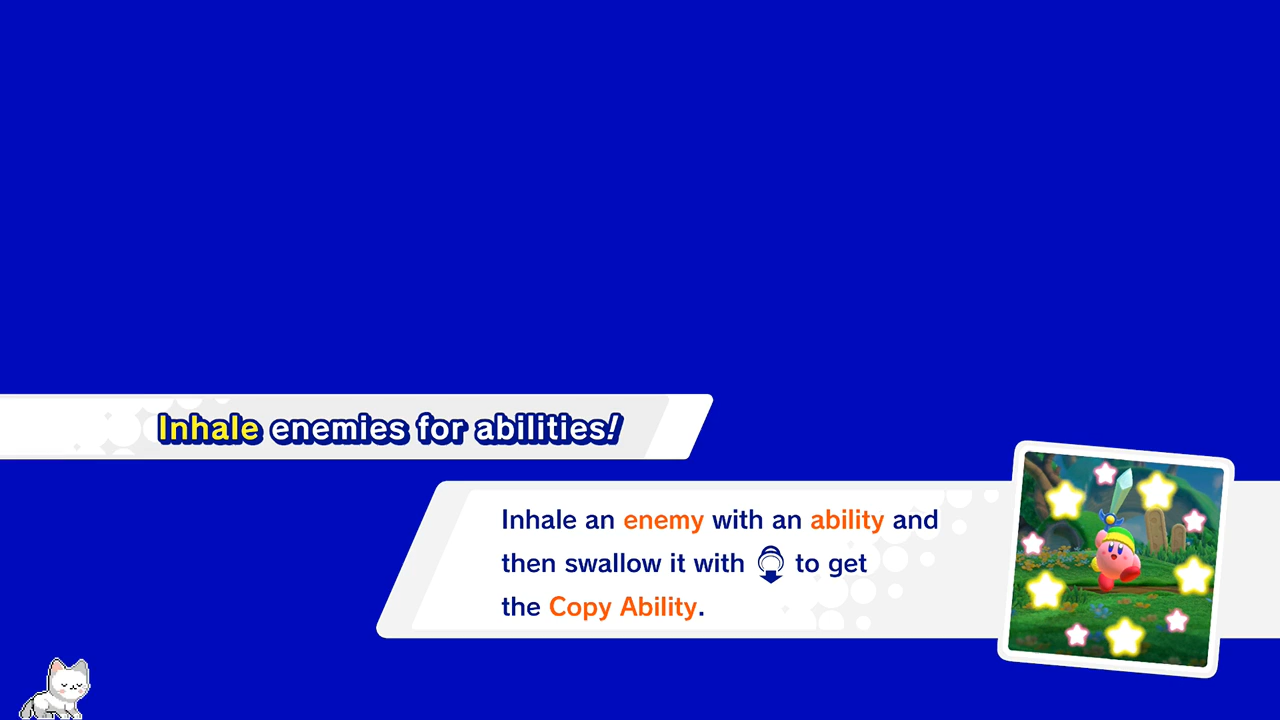 Inhale enemies for abilities!
Inhale an enemy with an ability and
then swallow it with to get
the Copy Ability.